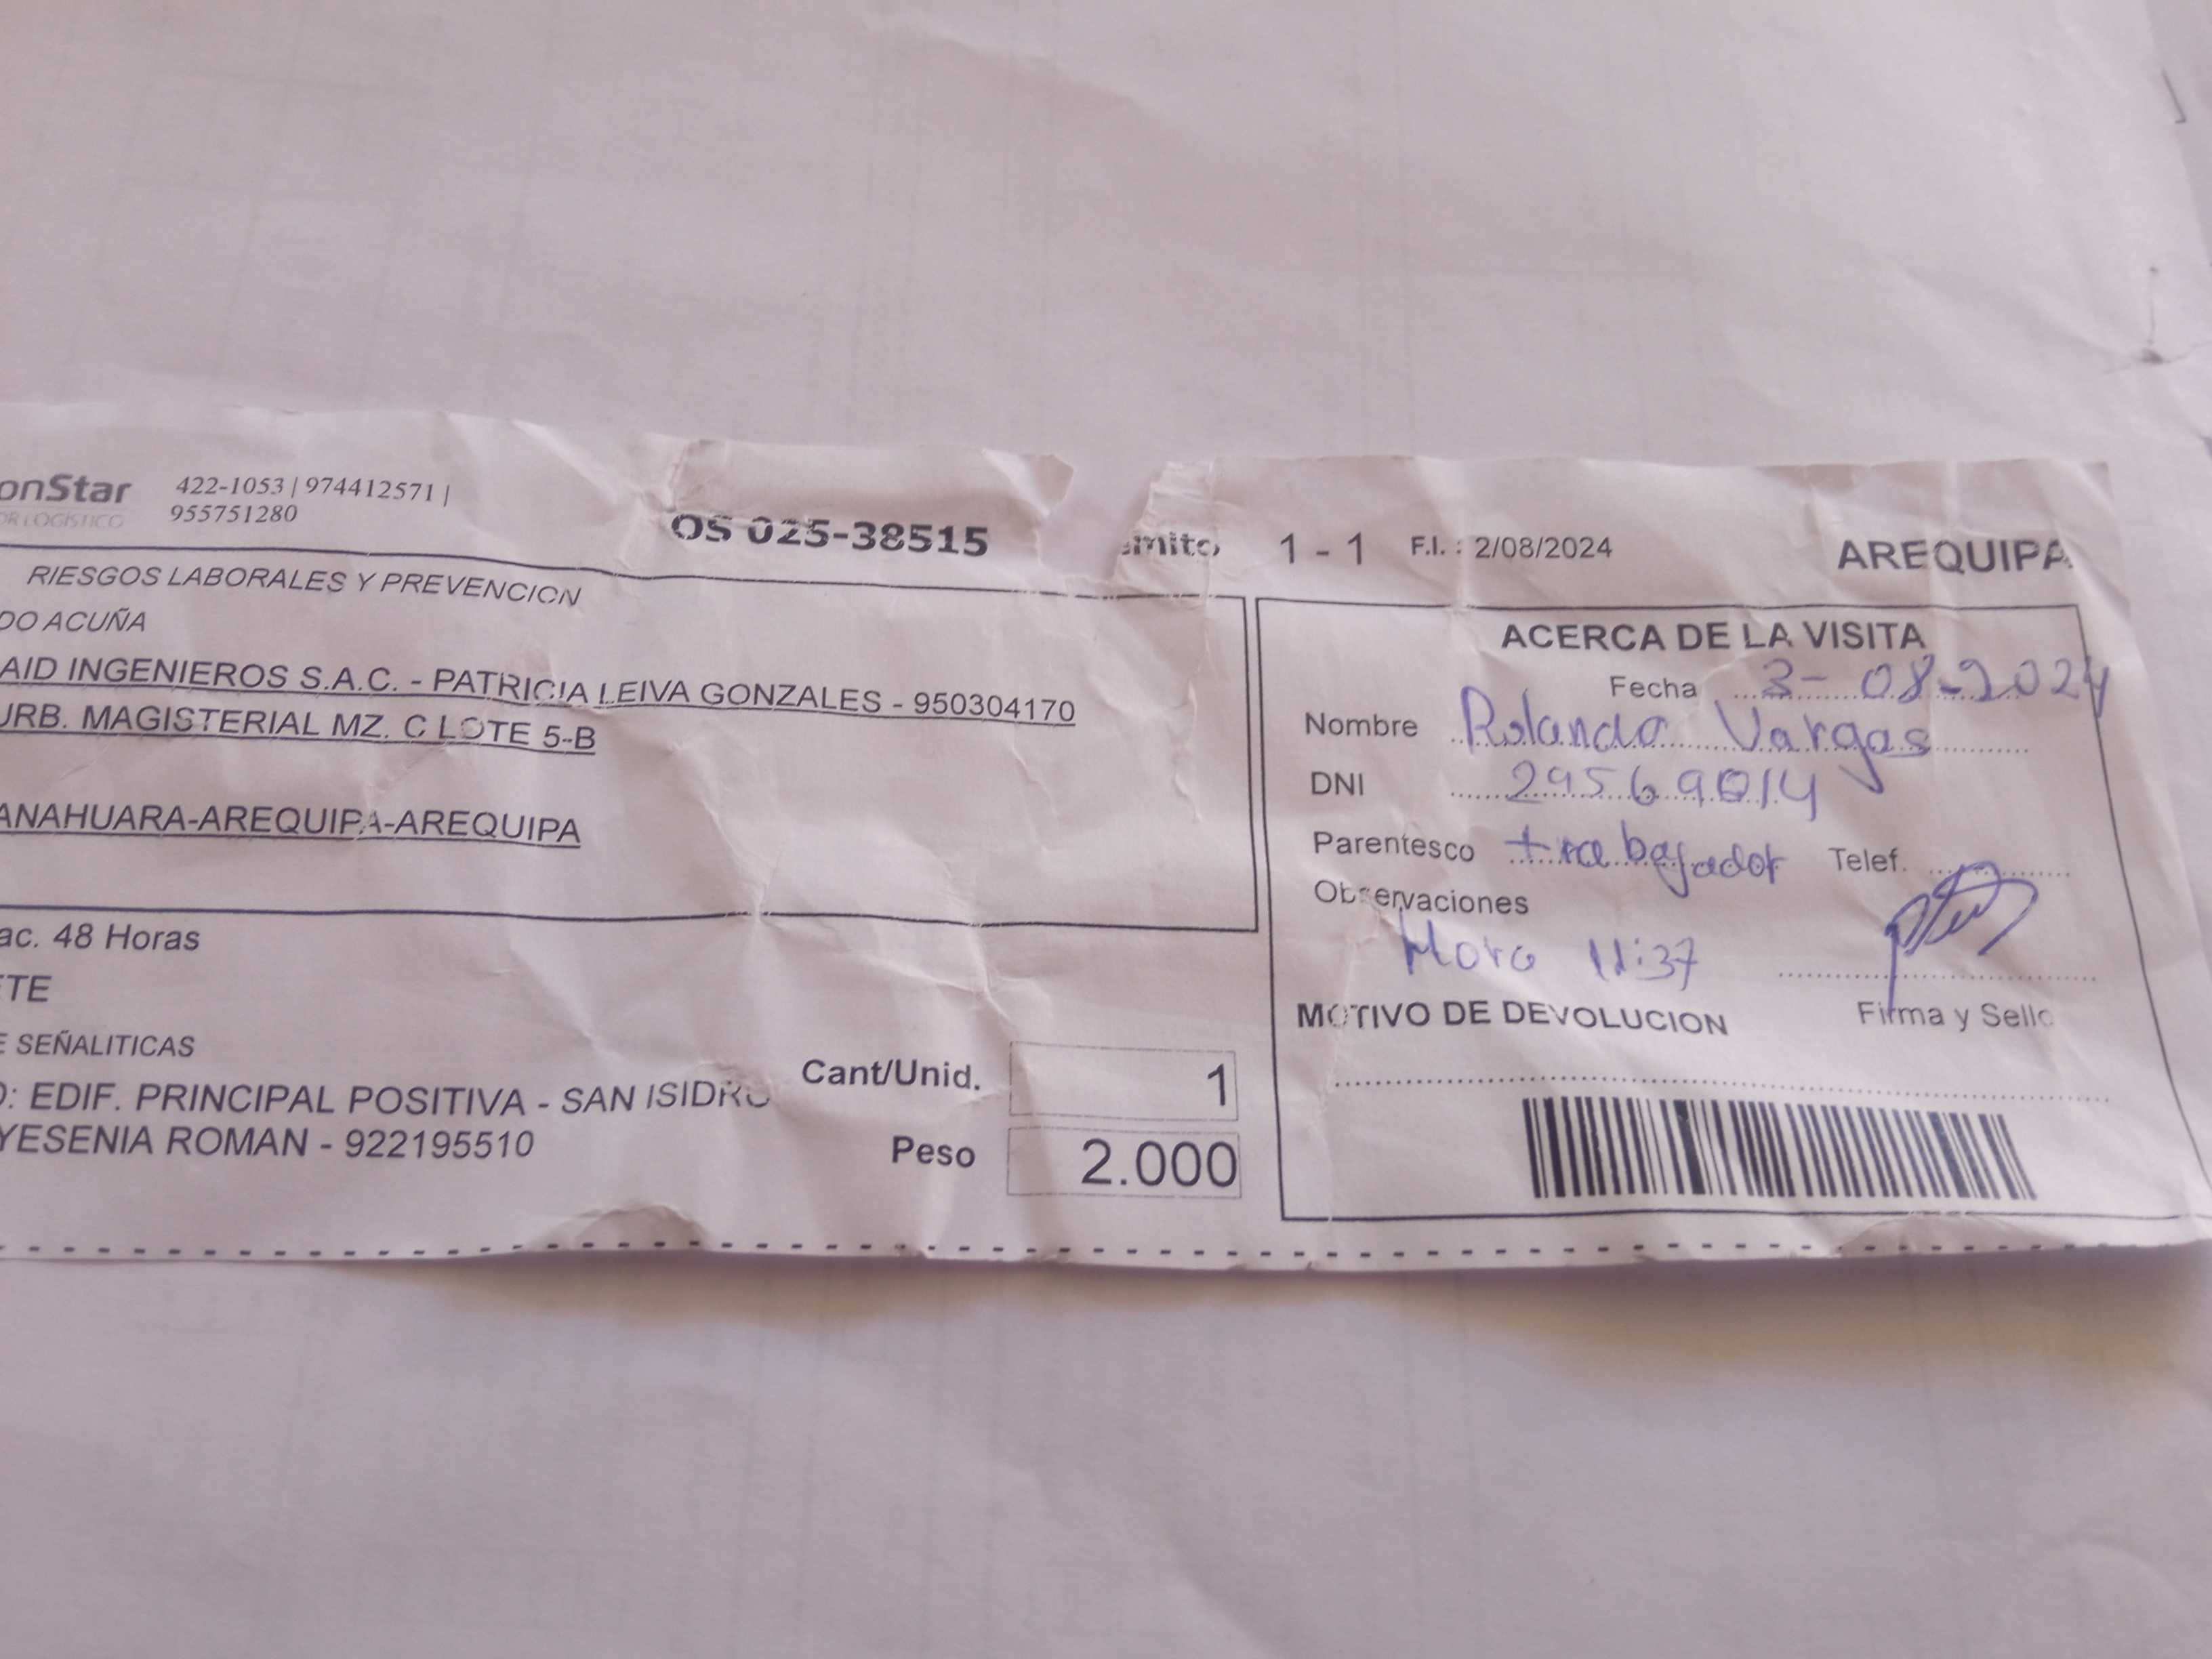 onStar 422-1053 | 974412571 |
OR LOGISTICO 955751280
OS 025-38515
emito 1 - 1 F.I. : 2/08/2024 AREQUIPA
RIESGOS LABORALES Y PREVENCION
DO ACUÑA
AID INGENIEROS S.A.C. - PATRICIA LEIVA GONZALES - 950304170
URB. MAGISTERIAL MZ. C LOTE 5-B
ANAHUARA-AREQUIPA-AREQUIPA
ac. 48 Horas
ETE
E SEÑALITICAS
O: EDIF. PRINCIPAL POSITIVA - SAN ISIDRO
YESENIA ROMAN - 922195510
Cant/Unid. 1
Peso 2.000
ACERCA DE LA VISITA
Fecha 3-08-2024
Nombre Rolando Vargas
DNI 29569014
Parentesco trabajador Telef.
Observaciones
Hora 11:37
Firma y Sello
MOTIVO DE DEVOLUCION